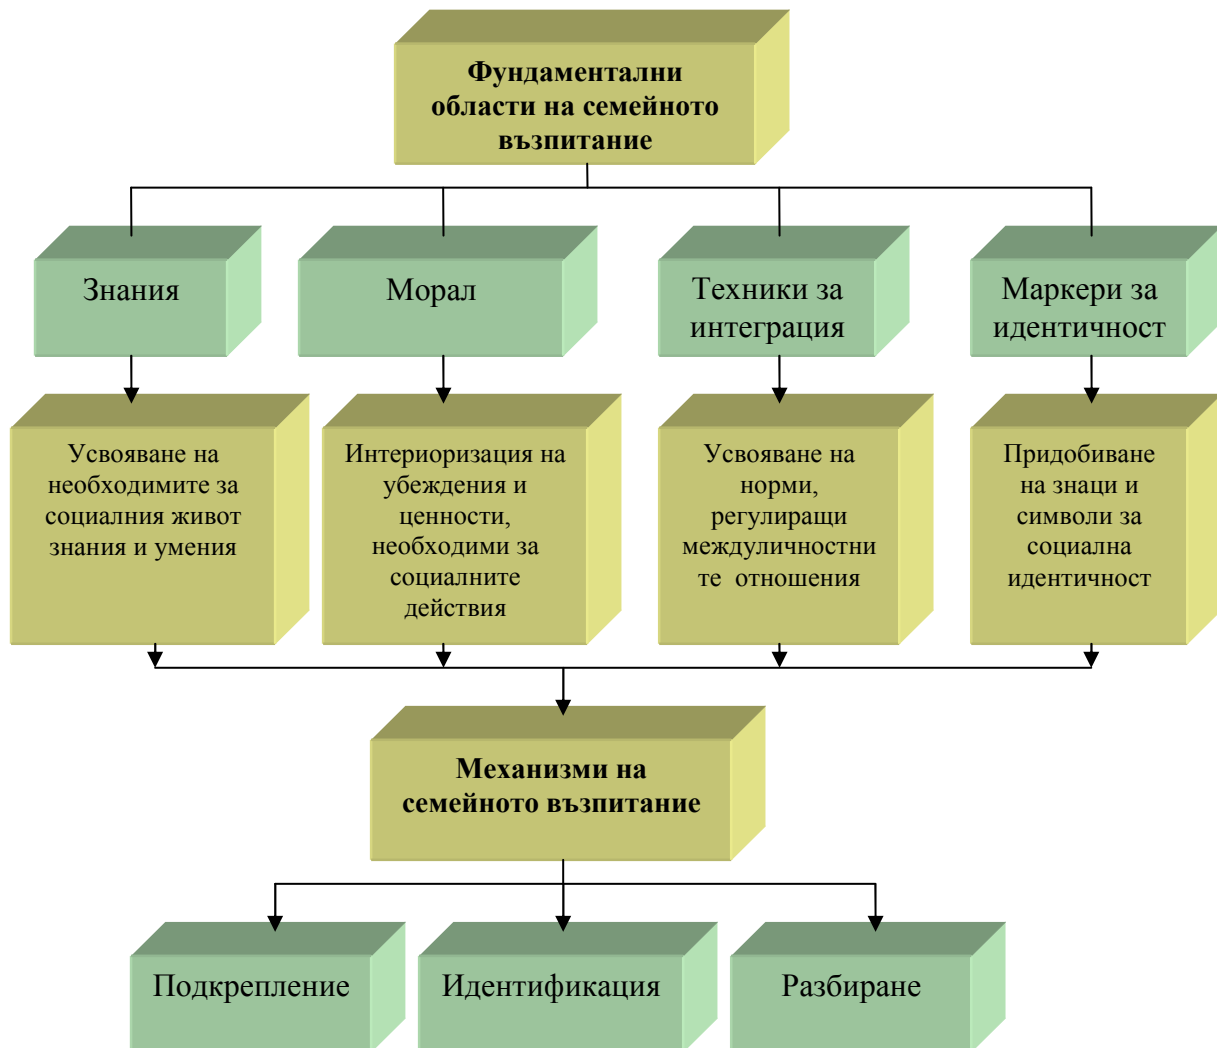 Фундаментални
области на семейното
възпитание
Знания
Морал
Техники за
интеграция
Маркери за
идентичност
Усвояване на
необходимите за
социалния живот
знания и умения
Интериоризация на
убеждения и
ценности,
необходими за
социалните
действия
Усвояване на
норми,
регулиращи
междуличностни
те отношения
Придобиване
на знаци и
символи за
социална
идентичност
Механизми на
семейното възпитание
Подкрепление
Идентификация
Разбиране